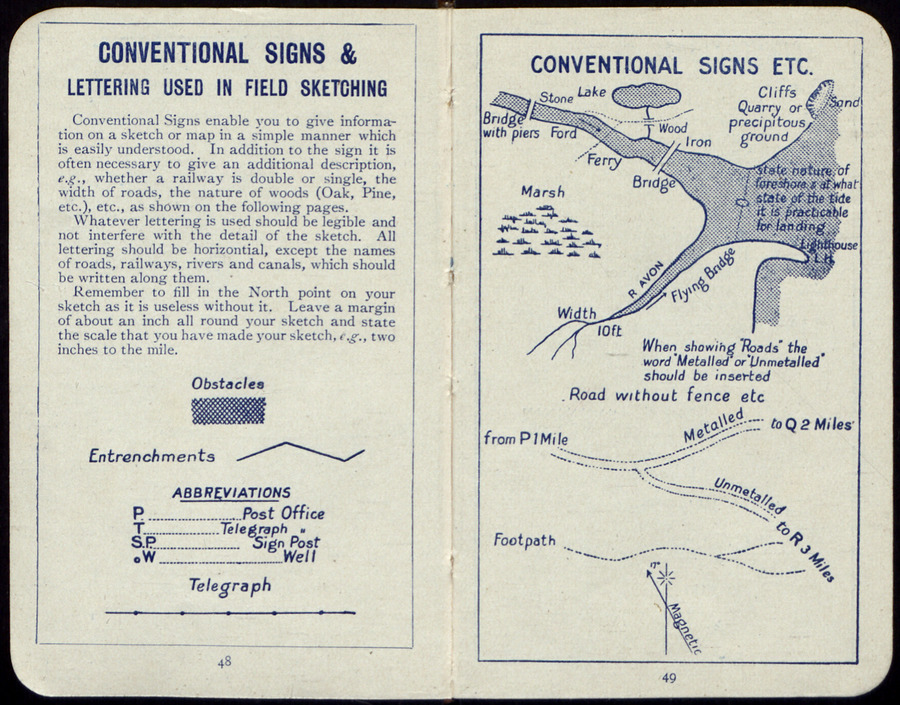 CONVENTIONAL SIGNS &
LETTERING USED IN FIELD SKETCHING
Conventional Signs enable you to give informa-
tion on a sketch or map in a simple manner which
is easily understood. In addition to the sign it is
often necessary to give an additional description,
e.g., whether a railway is double or single, the
width of roads, the nature of woods (Oak, Pine,
etc.), etc., as shown on the following pages.
Whatever lettering is used should be legible and
not interfere with the detail of the sketch. All
lettering should be horizontal, except the names
of roads, railways, rivers and canals, which should
be written along them.
Remember to fill in the North point on your
sketch as it is useless without it. Leave a margin
of about an inch all round your sketch and state
the scale that you have made your sketch, e.g., two
inches to the mile.
Obstacles
Entrenchments
ABBREVIATIONS
P. Post Office
T. Telegraph "
S.P. Sign Post
oW Well
Telegraph
48
CONVENTIONAL SIGNS ETC.
Bridge
with piers
Stone
Ford
Lake
Wood
Ferry
Iron
Bridge
Cliffs
Quarry or
precipitous
ground
Sand
state nature of
foreshore & at what
state of the tide
it is practicable
for landing
Lighthouse
L.H.
Marsh
R AVON
Flying Bridge
Width
10ft
When showing "Roads" the
word "Metalled" or "Unmetalled"
should be inserted
Road without fence etc
from P 1 Mile
Metalled
to Q 2 Miles
Unmetalled
to R 3 Miles
Footpath
17°
Magnetic
49